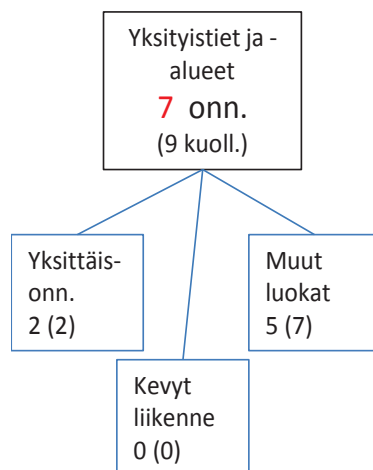 Yksityistiet ja -
alueet
7 onn.
(9 kuoll.)
Yksittäis-
onn.
2 (2)
Muut
luokat
5 (7)
Kevyt
liikenne
0 (0)